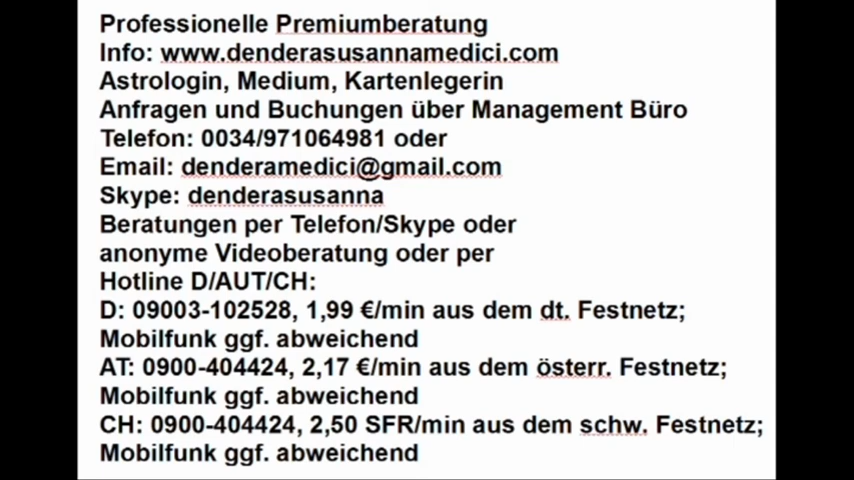 Professionelle Premiumberatung
Info: www.denderasusannamedici.com
Astrologin, Medium, Kartenlegerin
Anfragen und Buchungen über Management Büro
Telefon: 0034/971064981 oder
Email: denderamedici@gmail.com
Skype: denderasusanna
Beratungen per Telefon/Skype oder
anonyme Videoberatung oder per
Hotline D/AUT/CH:
D: 09003-102528, 1,99 €/min aus dem dt. Festnetz;
Mobilfunk ggf. abweichend
AT: 0900-404424, 2,17 €/min aus dem österr. Festnetz;
Mobilfunk ggf. abweichend
CH: 0900-404424, 2,50 SFR/min aus dem schw. Festnetz;
Mobilfunk ggf. abweichend